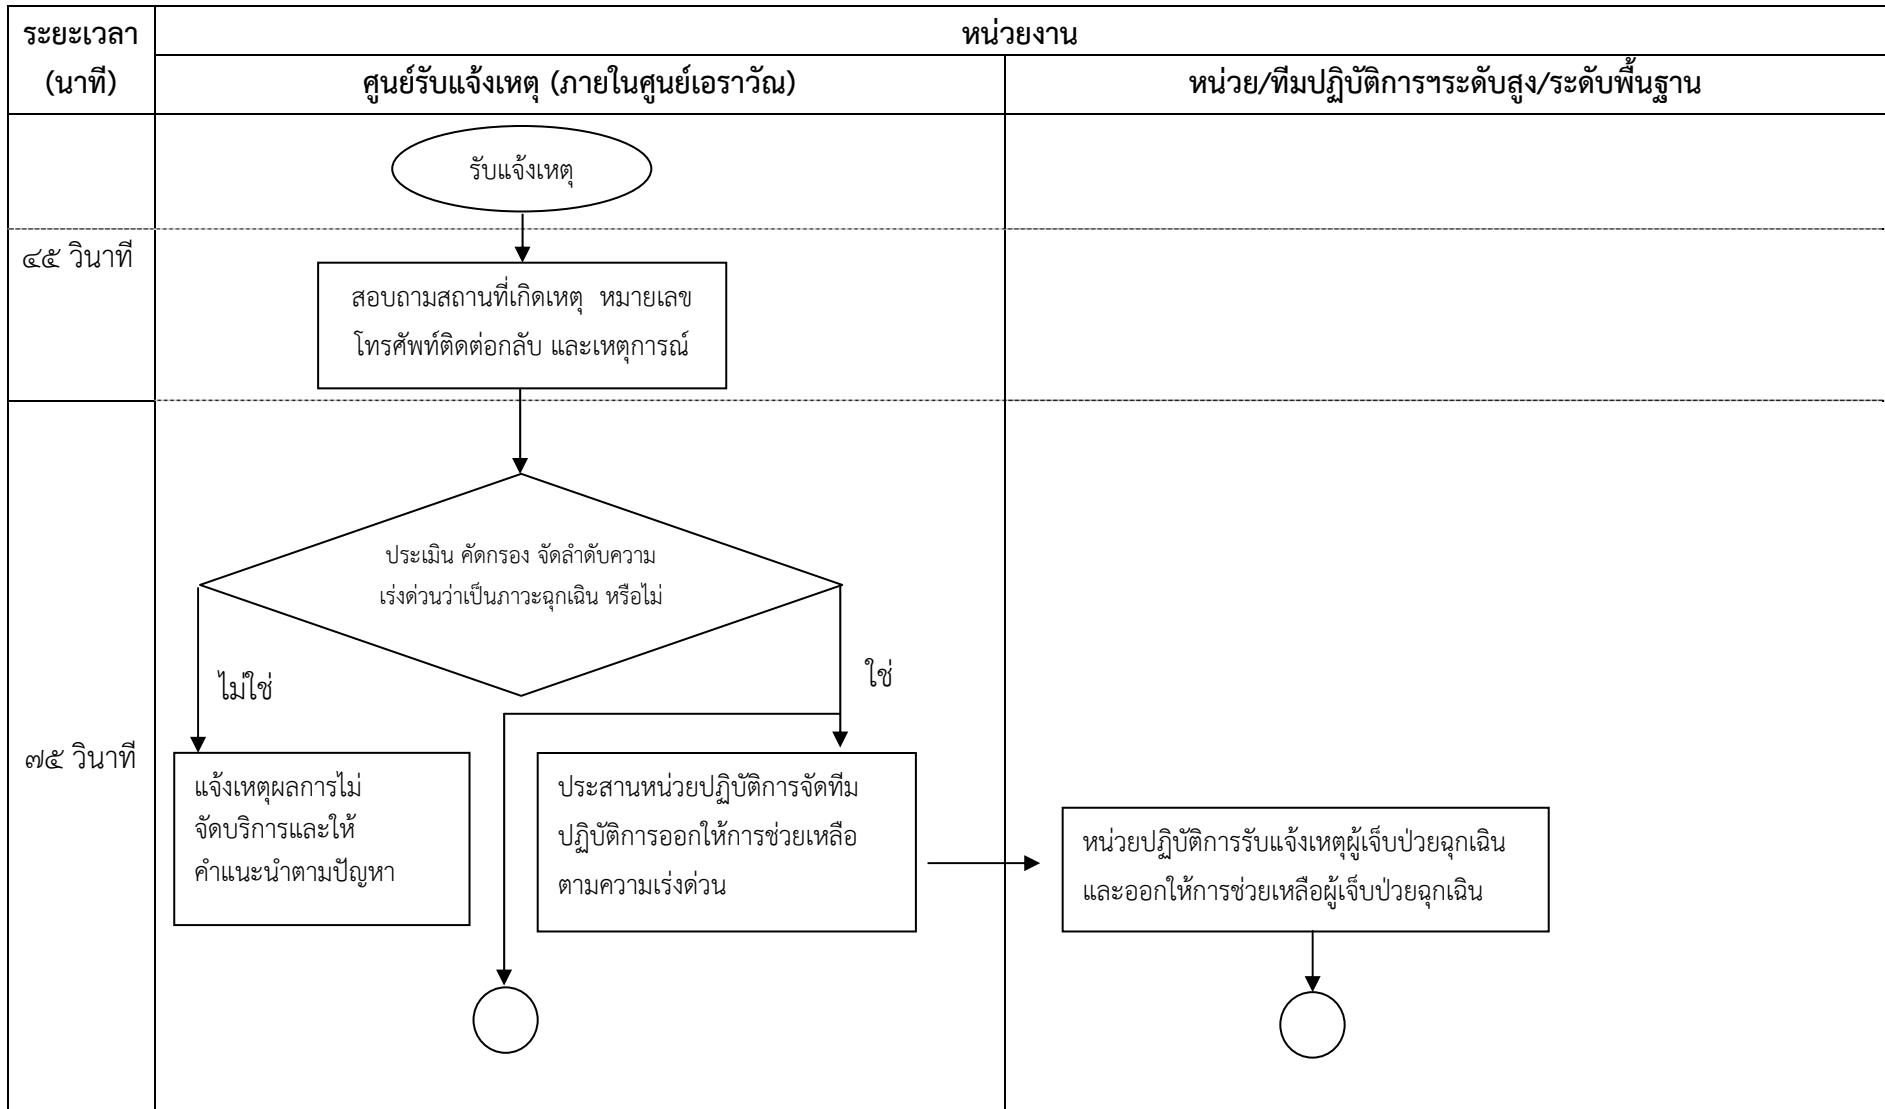 ระยะเวลา
(นาที)
หน่วยงาน
ศูนย์รับแจ้งเหตุ (ภายในศูนย์เอราวัณ)
หน่วย/ทีมปฏิบัติการฯระดับสูง/ระดับพื้นฐาน
รับแจ้งเหตุ
๔๕ วินาที
สอบถามสถานที่เกิดเหตุ หมายเลข
โทรศัพท์ติดต่อกลับ และเหตุการณ์
ประเมิน คัดกรอง จัดลำดับความ
เร่งด่วนว่าเป็นภาวะฉุกเฉิน หรือไม่
ไม่ใช่
ใช่
๗๕ วินาที
แจ้งเหตุผลการไม่
จัดบริการและให้
คำแนะนำตามปัญหา
ประสานหน่วยปฏิบัติการจัดทีม
ปฏิบัติการออกให้การช่วยเหลือ
ตามความเร่งด่วน
หน่วยปฏิบัติการรับแจ้งเหตุผู้เจ็บป่วยฉุกเฉิน
และออกให้การช่วยเหลือผู้เจ็บป่วยฉุกเฉิน